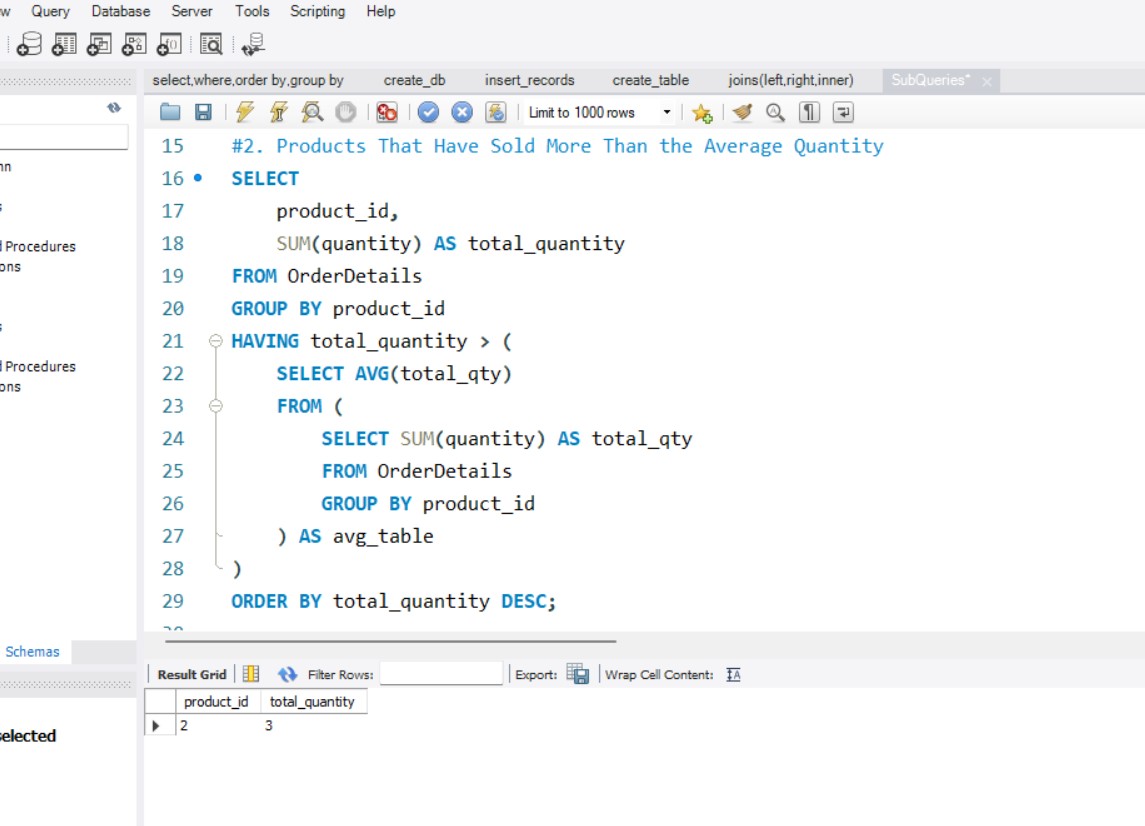 Query Database Server Tools Scripting Help
select,where,order by,group by create_db insert_records create_table joins(left,right,inner) SubQueries*
Limit to 1000 rows
15 #2. Products That Have Sold More Than the Average Quantity
16 SELECT
17 product_id,
18 SUM(quantity) AS total_quantity
19 FROM OrderDetails
20 GROUP BY product_id
21 HAVING total_quantity > (
22 SELECT AVG(total_qty)
23 FROM (
24 SELECT SUM(quantity) AS total_qty
25 FROM OrderDetails
26 GROUP BY product_id
27 ) AS avg_table
28 )
29 ORDER BY total_quantity DESC;
Procedures
Procedures
Schemas
Result Grid Filter Rows: Export: Wrap Cell Content:
product_id total_quantity
2 3